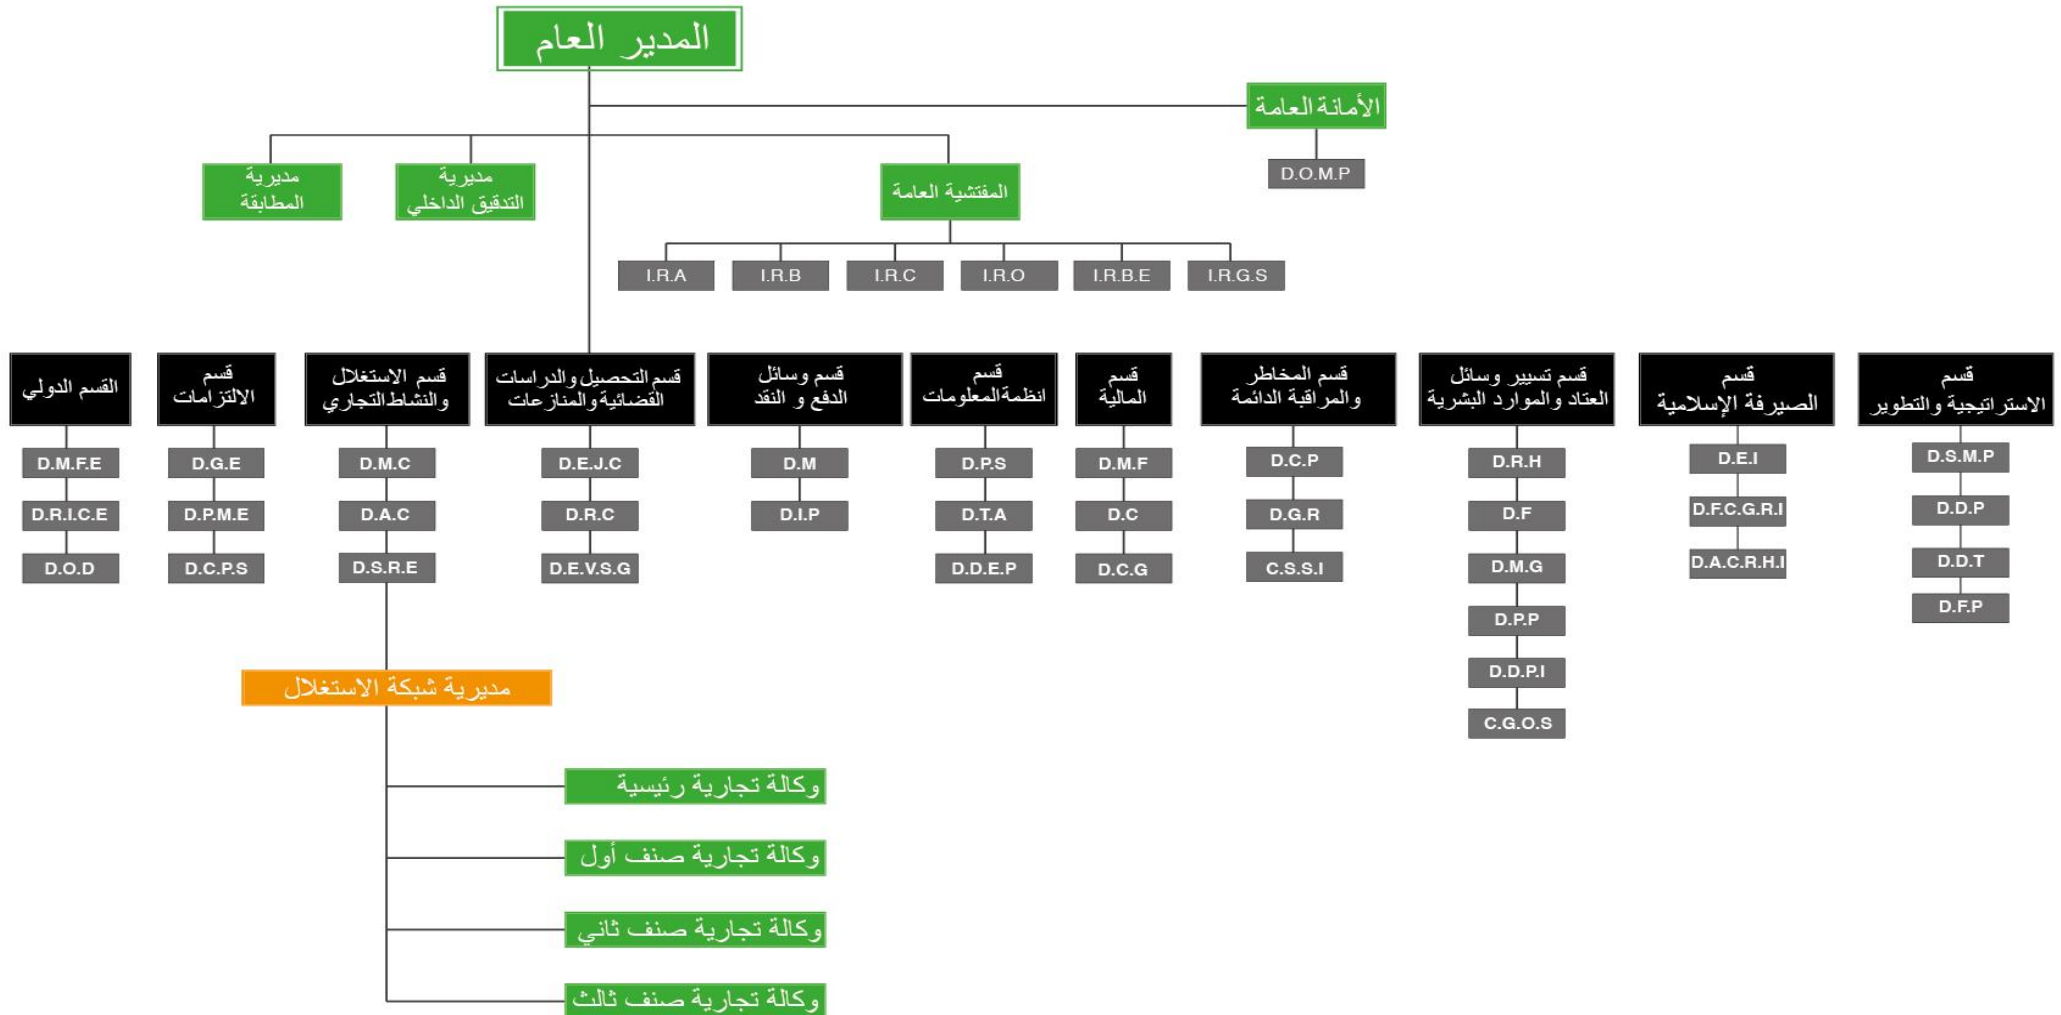 المدير العام
الأمانة العامة
D.O.M.P
مديرية
المطابقة
مديرية
التدقيق الداخلي
المفتشية العامة
I.R.A
I.R.B
I.R.C
I.R.O
I.R.B.E
I.R.G.S
القسم الدولي
D.M.F.E
D.R.I.C.E
D.O.D
قسم
الالتزامات
D.G.E
D.P.M.E
D.C.P.S
قسم الاستغلال
والنشاط التجاري
D.M.C
D.A.C
D.S.R.E
قسم التحصيل والدراسات
القضائية والمنازعات
D.E.J.C
D.R.C
D.E.V.S.G
قسم وسائل
الدفع و النقد
D.M
D.I.P
قسم
انظمة المعلومات
D.P.S
D.T.A
D.D.E.P
قسم
المالية
D.M.F
D.C
D.C.G
قسم المخاطر
والمراقبة الدائمة
D.C.P
D.G.R
C.S.S.I
قسم تسيير وسائل
العتاد والموارد البشرية
D.R.H
D.F
D.M.G
D.P.P
D.D.P.I
C.G.O.S
قسم
الصيرفة الإسلامية
D.E.I
D.F.C.G.R.I
D.A.C.R.H.I
قسم
الاستراتيجية والتطوير
D.S.M.P
D.D.P
D.D.T
D.F.P
مديرية شبكة الاستغلال
وكالة تجارية رئيسية
وكالة تجارية صنف أول
وكالة تجارية صنف ثاني
وكالة تجارية صنف ثالث